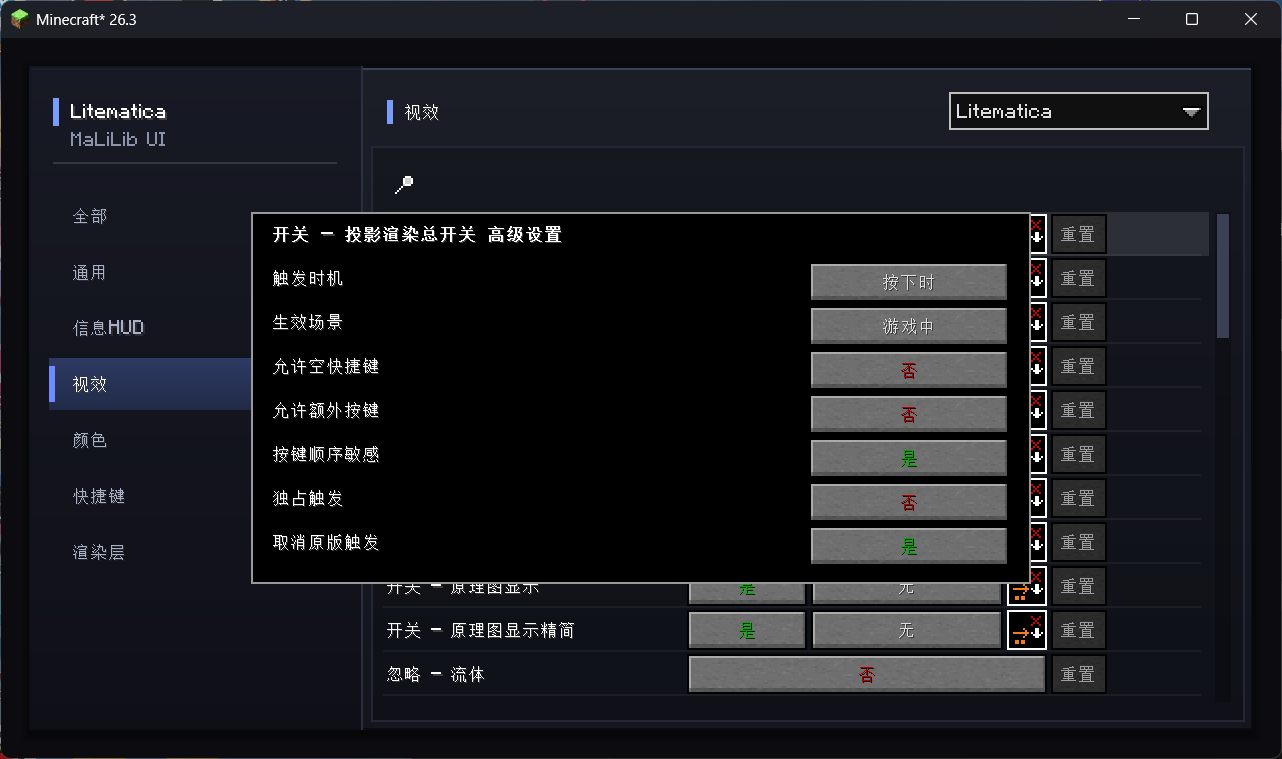 Minecraft* 26.3
Litematica
MaLiLib UI
视效
Litematica
全部
通用
信息HUD
视效
颜色
快捷键
渲染层
开关 - 投影渲染总开关 高级设置
重置
触发时机
按下时
重置
生效场景
游戏中
重置
允许空快捷键
否
重置
允许额外按键
否
重置
按键顺序敏感
是
重置
独占触发
否
重置
取消原版触发
是
重置
开关 - 原理图显示
是
无
重置
开关 - 原理图显示精简
是
无
重置
忽略 - 流体
否
重置